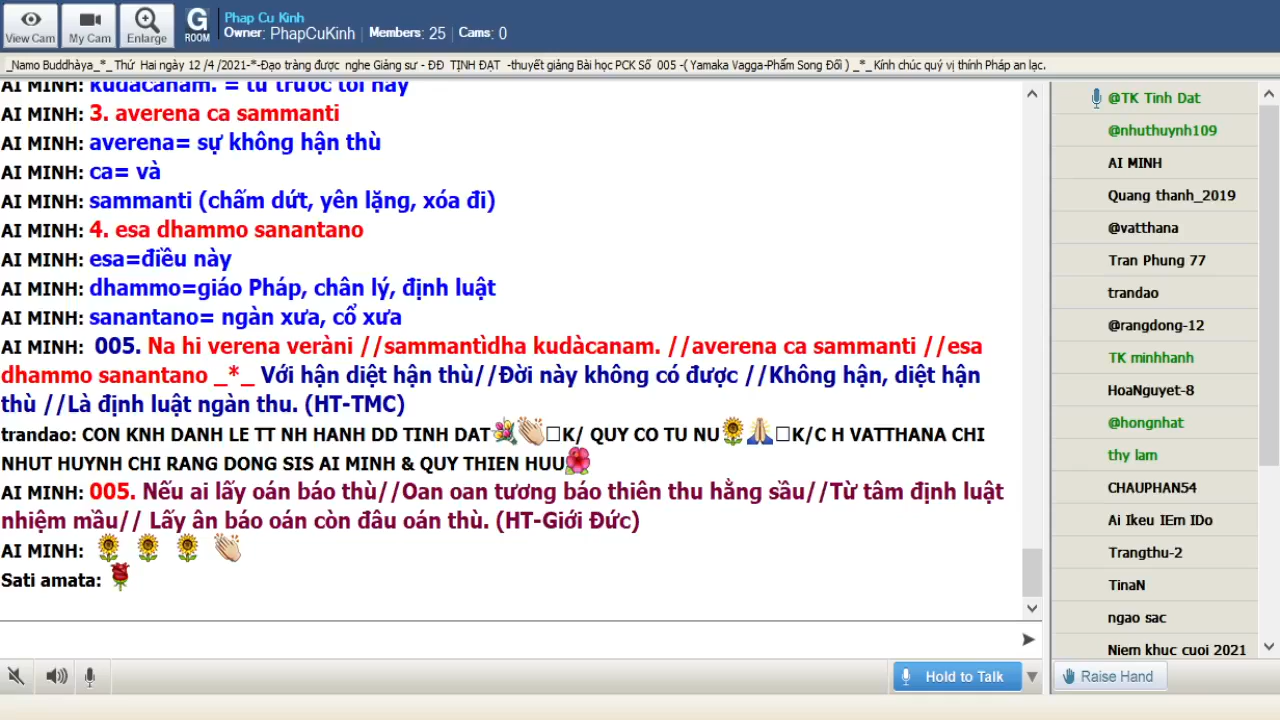 View Cam
My Cam
Enlarge
G
ROOM
Phap Cu Kinh
Owner: PhapCuKinh | Members: 25 | Cams: 0
_Namo Buddhàya_*_ Thứ Hai ngày 12 /4 /2021-*-Đạo tràng được nghe Giảng sư - ĐĐ TỊNH ĐẠT -thuyết giảng Bài học PCK Số 005 -( Yamaka Vagga-Phẩm Song Đối ) _*_ Kính chúc quý vị thính Pháp an lạc.
AI MINH: kudàcanam. = từ trước tới nay
AI MINH: 3. averena ca sammanti
AI MINH: averena= sự không hận thù
AI MINH: ca= và
AI MINH: sammanti (chấm dứt, yên lặng, xóa đi)
AI MINH: 4. esa dhammo sanantano
AI MINH: esa=điều này
AI MINH: dhammo=giáo Pháp, chân lý, định luật
AI MINH: sanantano= ngàn xưa, cổ xưa
AI MINH: 005. Na hi verena veràni //sammantìdha kudàcanam. //averena ca sammanti //esa
dhammo sanantano _*_ Với hận diệt hận thù//Đời này không có được //Không hận, diệt hận
thù //Là định luật ngàn thu. (HT-TMC)
trandao: CON KNH DANH LE TT NH HANH DD TINH DAT💐👏□K/ QUY CO TU NU🌻🙏□K/C H VATTHANA CHI
NHUT HUYNH CHI RANG DONG SIS AI MINH & QUY THIEN HUU🌺
AI MINH: 005. Nếu ai lấy oán báo thù//Oan oan tương báo thiên thu hằng sầu//Từ tâm định luật
nhiệm mầu// Lấy ân báo oán còn đâu oán thù. (HT-Giới Đức)
AI MINH: 🌻 🌻 🌻 👏
Sati amata: 🌹
@TK Tinh Dat
@nhuthuynh109
AI MINH
Quang thanh_2019
@vatthana
Tran Phung 77
trandao
@rangdong-12
TK minhhanh
HoaNguyet-8
@hongnhat
thy lam
CHAUPHAN54
Ai Ikeu IEm IDo
Trangthu-2
TinaN
ngao sac
Niem khuc cuoi 2021
Hold to Talk
Raise Hand